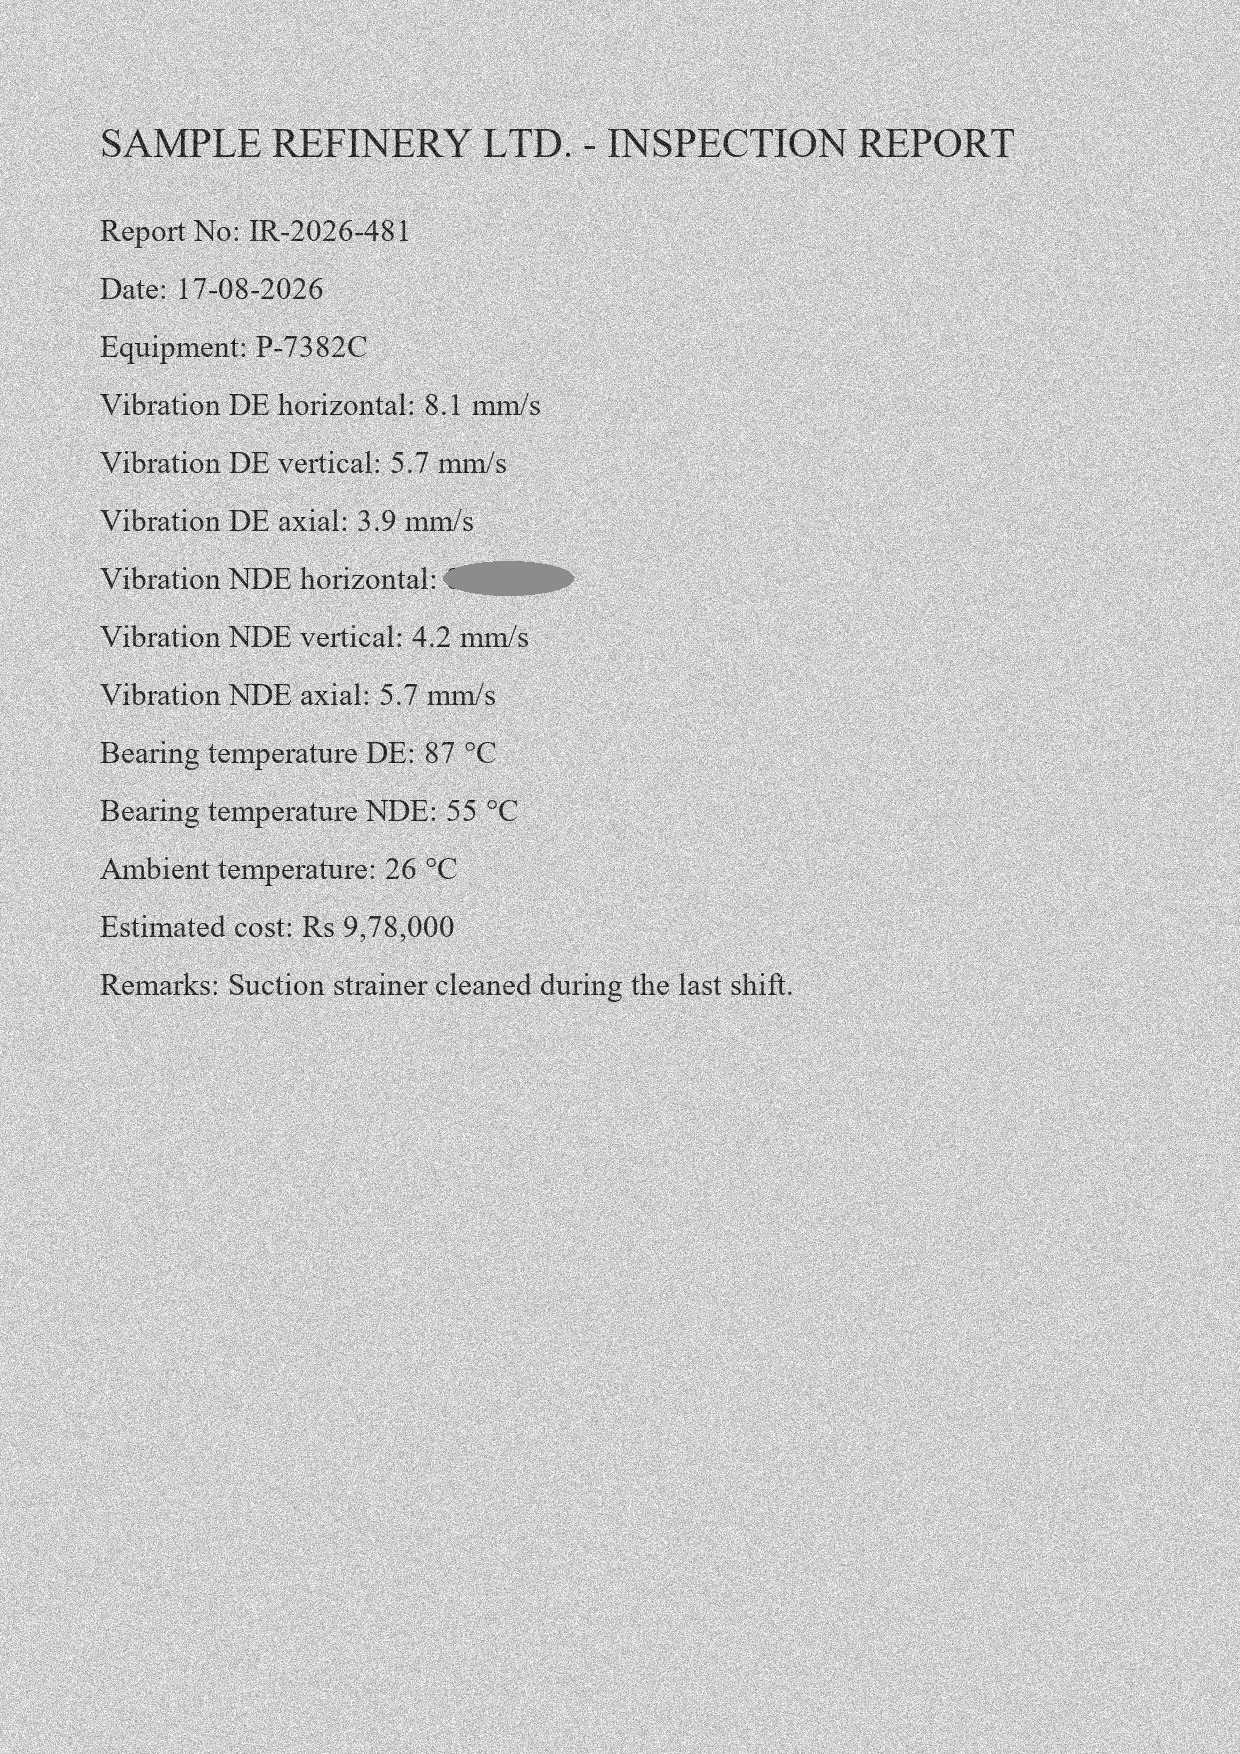 SAMPLE REFINERY LTD. - INSPECTION REPORT
Report No: IR-2026-481
Date: 17-08-2026
Equipment: P-7382C
Vibration DE horizontal: 8.1 mm/s
Vibration DE vertical: 5.7 mm/s
Vibration DE axial: 3.9 mm/s
Vibration NDE horizontal:
Vibration NDE vertical: 4.2 mm/s
Vibration NDE axial: 5.7 mm/s
Bearing temperature DE: 87 °C
Bearing temperature NDE: 55 °C
Ambient temperature: 26 °C
Estimated cost: Rs 9,78,000
Remarks: Suction strainer cleaned during the last shift.